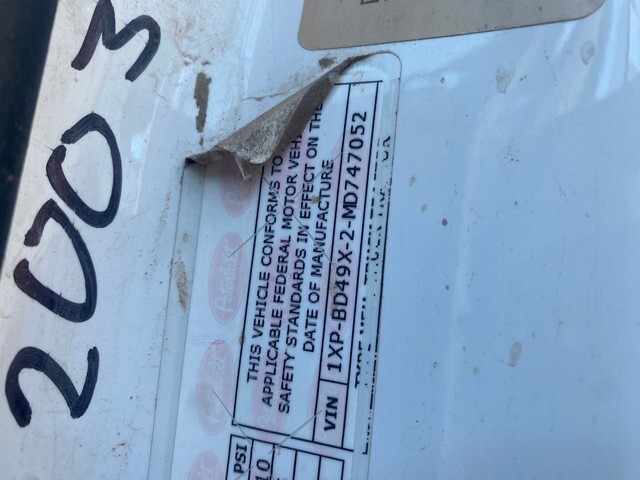 2003
THIS VEHICLE CONFORMS TO
APPLICABLE FEDERAL MOTOR VEH
SAFETY STANDARDS IN EFFECT ON THE
DATE OF MANUFACTURE
VIN 1XP-BD49X-2-MD747052
PSI
10
Peterbilt